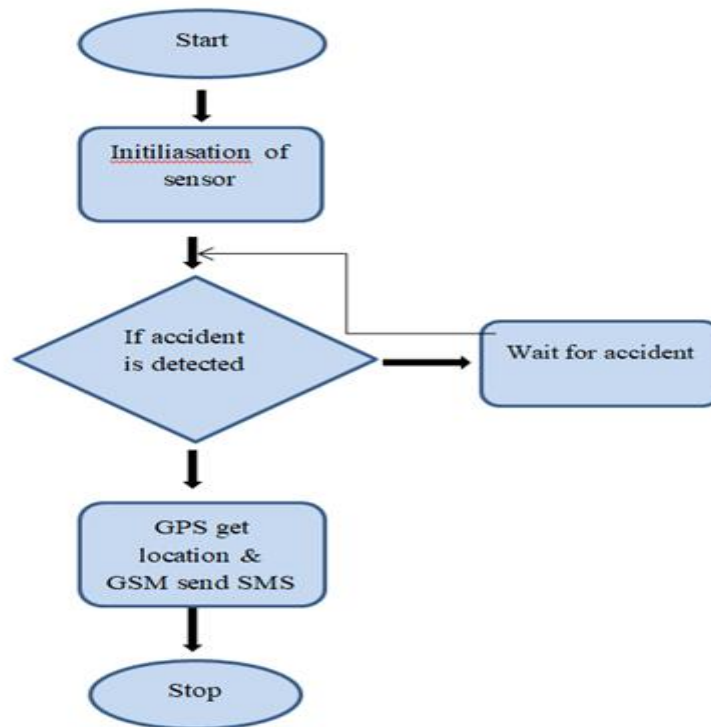 Start
Initiliasation of
sensor
If accident
is detected
Wait for accident
GPS get
location &
GSM send SMS
Stop